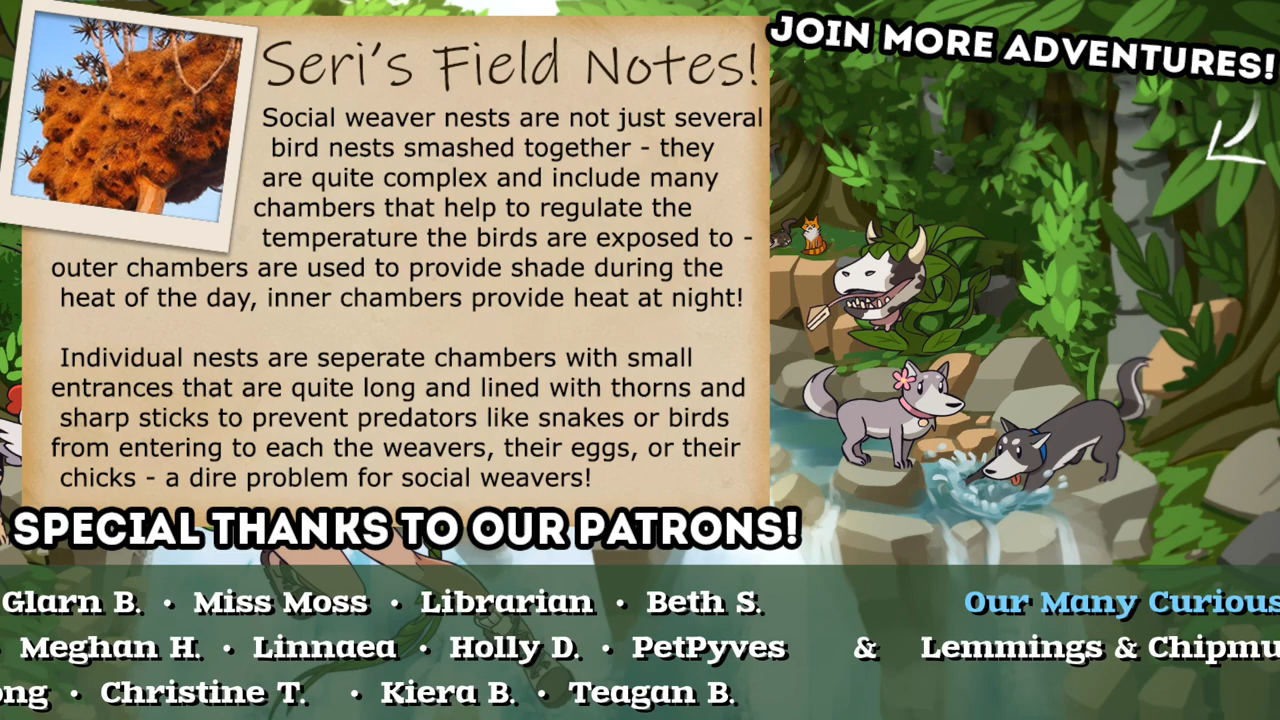 Seri's Field Notes!
Social weaver nests are not just several
bird nests smashed together - they
are quite complex and include many
chambers that help to regulate the
temperature the birds are exposed to -
outer chambers are used to provide shade during the
heat of the day, inner chambers provide heat at night!
Individual nests are seperate chambers with small
entrances that are quite long and lined with thorns and
sharp sticks to prevent predators like snakes or birds
from entering to each the weavers, their eggs, or their
chicks - a dire problem for social weavers!
JOIN MORE ADVENTURES!
SPECIAL THANKS TO OUR PATRONS!
Glarn B. • Miss Moss • Librarian • Beth S. Our Many Curious
• Meghan H. • Linnaea • Holly D. • PetPyves & Lemmings & Chipmu
ong • Christine T. • Kiera B. • Teagan B.